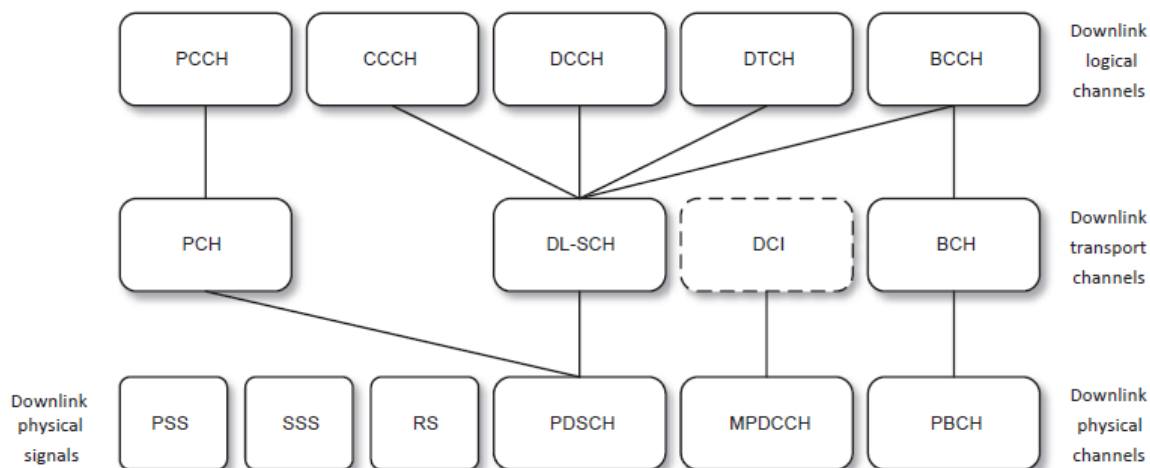 PCCH
CCCH
DCCH
DTCH
BCCH
Downlink
logical
channels
PCH
DL-SCH
DCI
BCH
Downlink
transport
channels
Downlink
physical
signals
PSS
SSS
RS
PDSCH
MPDCCH
PBCH
Downlink
physical
channels